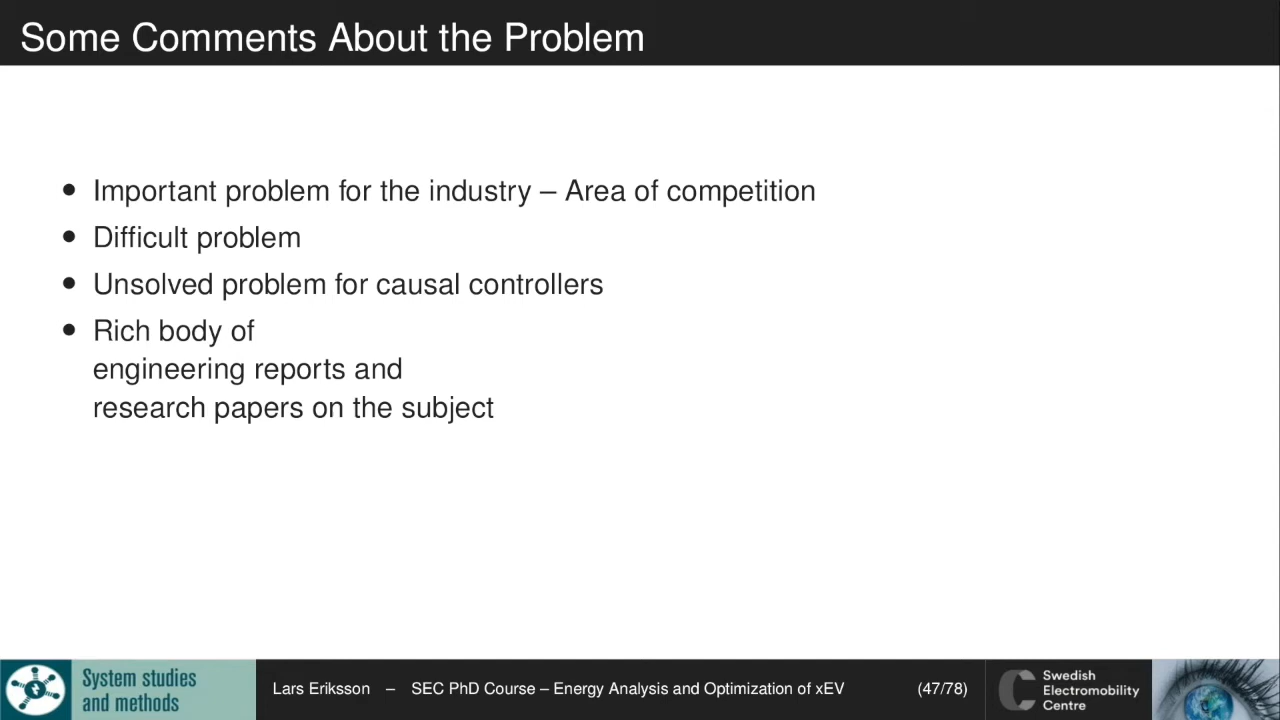 Some Comments About the Problem
• Important problem for the industry – Area of competition
• Difficult problem
• Unsolved problem for causal controllers
• Rich body of
engineering reports and
research papers on the subject
System studies
and methods
Lars Eriksson – SEC PhD Course – Energy Analysis and Optimization of xEV (47/78)
Swedish
Electromobility
Centre